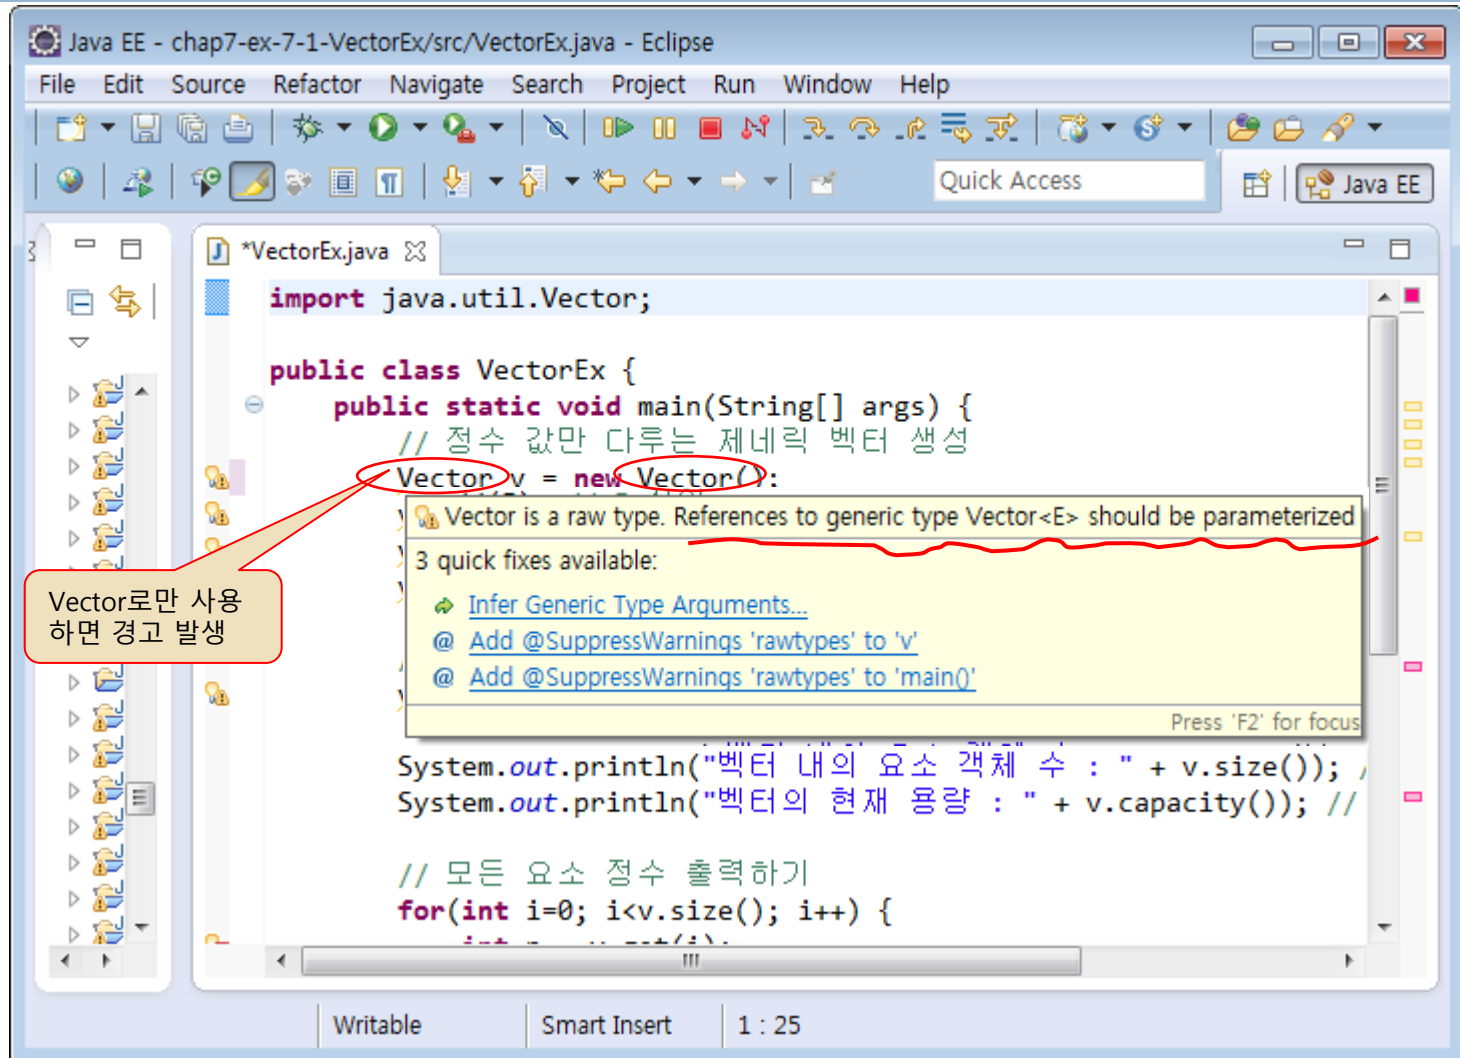 Java EE - chap7-ex-7-1-VectorEx/src/VectorEx.java - Eclipse
File Edit Source Refactor Navigate Search Project Run Window Help
Quick Access
Java EE
*VectorEx.java
import java.util.Vector;
public class VectorEx {
public static void main(String[] args) {
// 정수 값만 다루는 제네릭 벡터 생성
Vector v = new Vector();
Vector is a raw type. References to generic type Vector<E> should be parameterized
3 quick fixes available:
Infer Generic Type Arguments...
@ Add @SuppressWarnings 'rawtypes' to 'v'
@ Add @SuppressWarnings 'rawtypes' to 'main()'
Press 'F2' for focus
Vector로만 사용
하면 경고 발생
System.out.println("벡터 내의 요소 객체 수 : " + v.size()); /
System.out.println("벡터의 현재 용량 : " + v.capacity()); //
// 모든 요소 정수 출력하기
for(int i=0; i<v.size(); i++) {
Writable Smart Insert 1 : 25